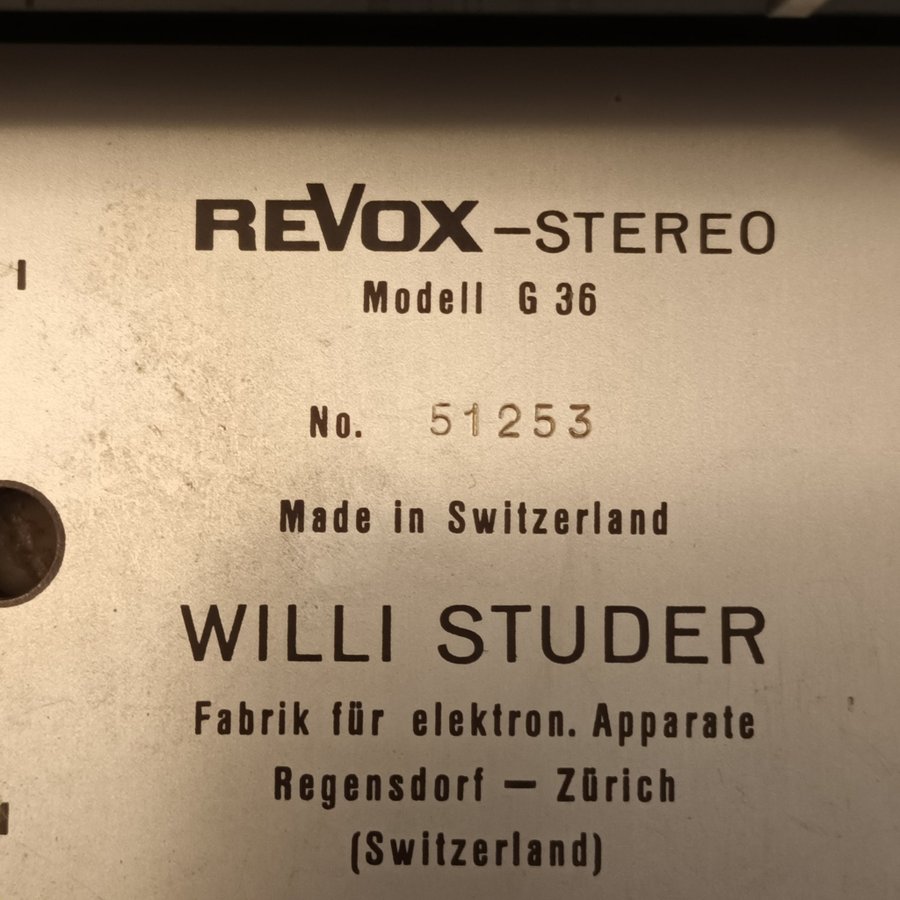 REVOX -STEREO
Modell G 36
No. 51253
Made in Switzerland
WILLI STUDER
Fabrik für elektron. Apparate
Regensdorf — Zürich
(Switzerland)